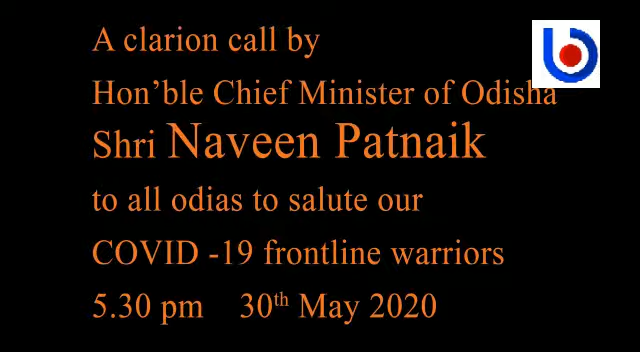 A clarion call by
Hon’ble Chief Minister of Odisha
Shri Naveen Patnaik
to all odias to salute our
COVID -19 frontline warriors
5.30 pm 30th May 2020